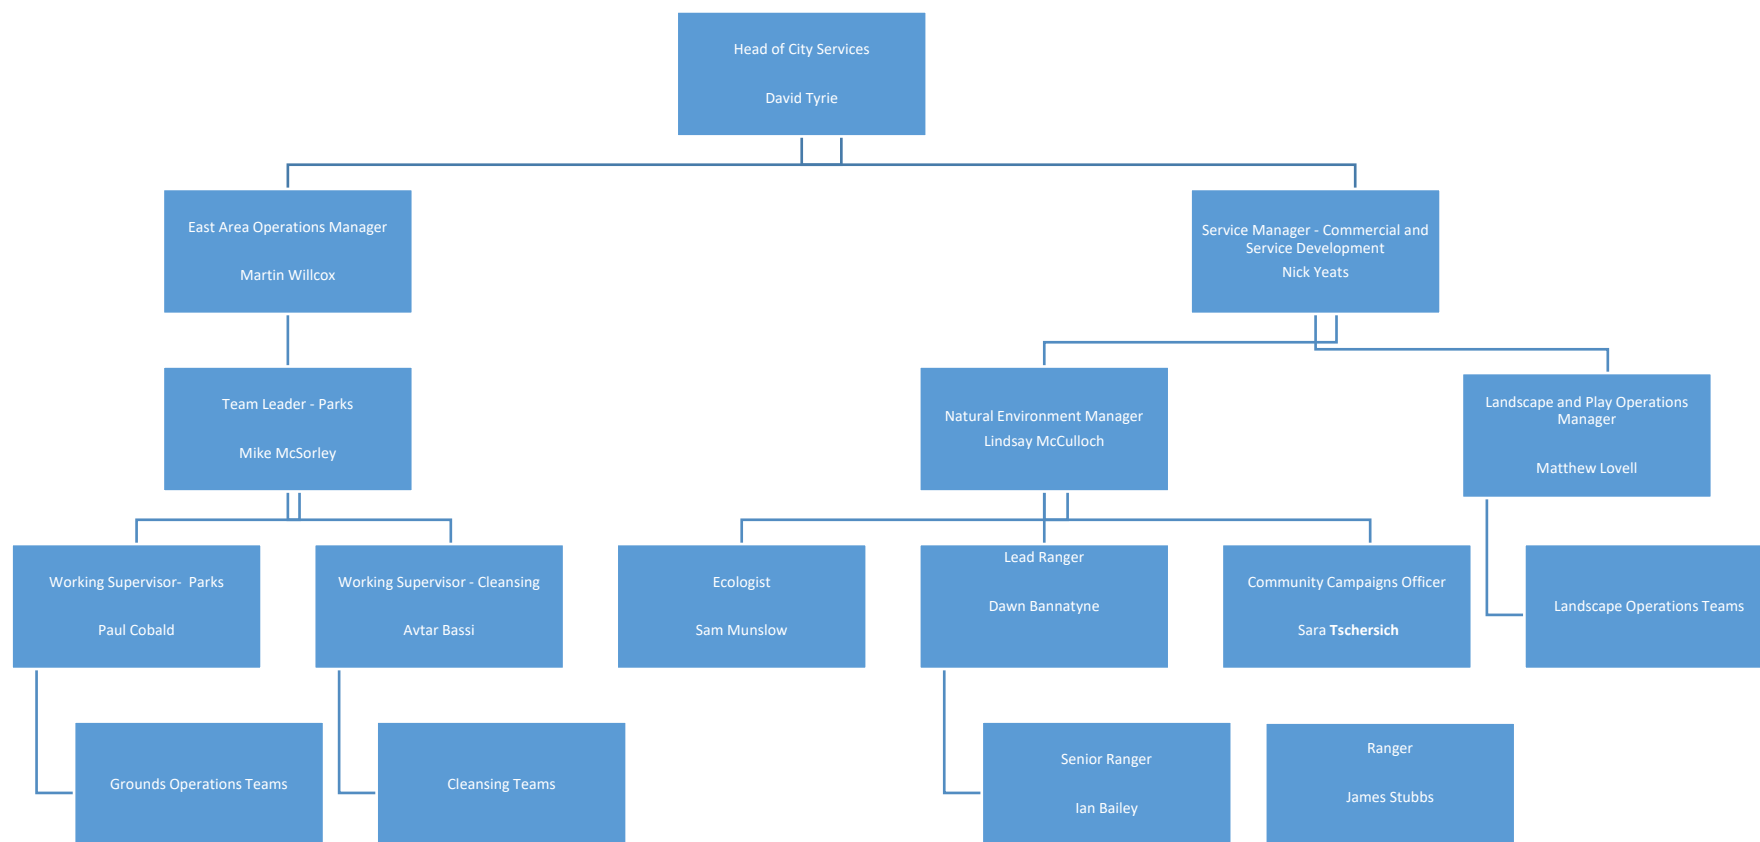 Head of City Services
David Tyrie
East Area Operations Manager
Martin Willcox
Service Manager - Commercial and
Service Development
Nick Yeats
Team Leader - Parks
Mike McSorley
Natural Environment Manager
Lindsay McCulloch
Landscape and Play Operations
Manager
Matthew Lovell
Working Supervisor-  Parks
Paul Cobald
Working Supervisor - Cleansing
Avtar Bassi
Ecologist
Sam Munslow
Lead Ranger
Dawn Bannatyne
Community Campaigns Officer
Sara Tschersich
Landscape Operations Teams
Grounds Operations Teams
Cleansing Teams
Senior Ranger
Ian Bailey
Ranger
James Stubbs